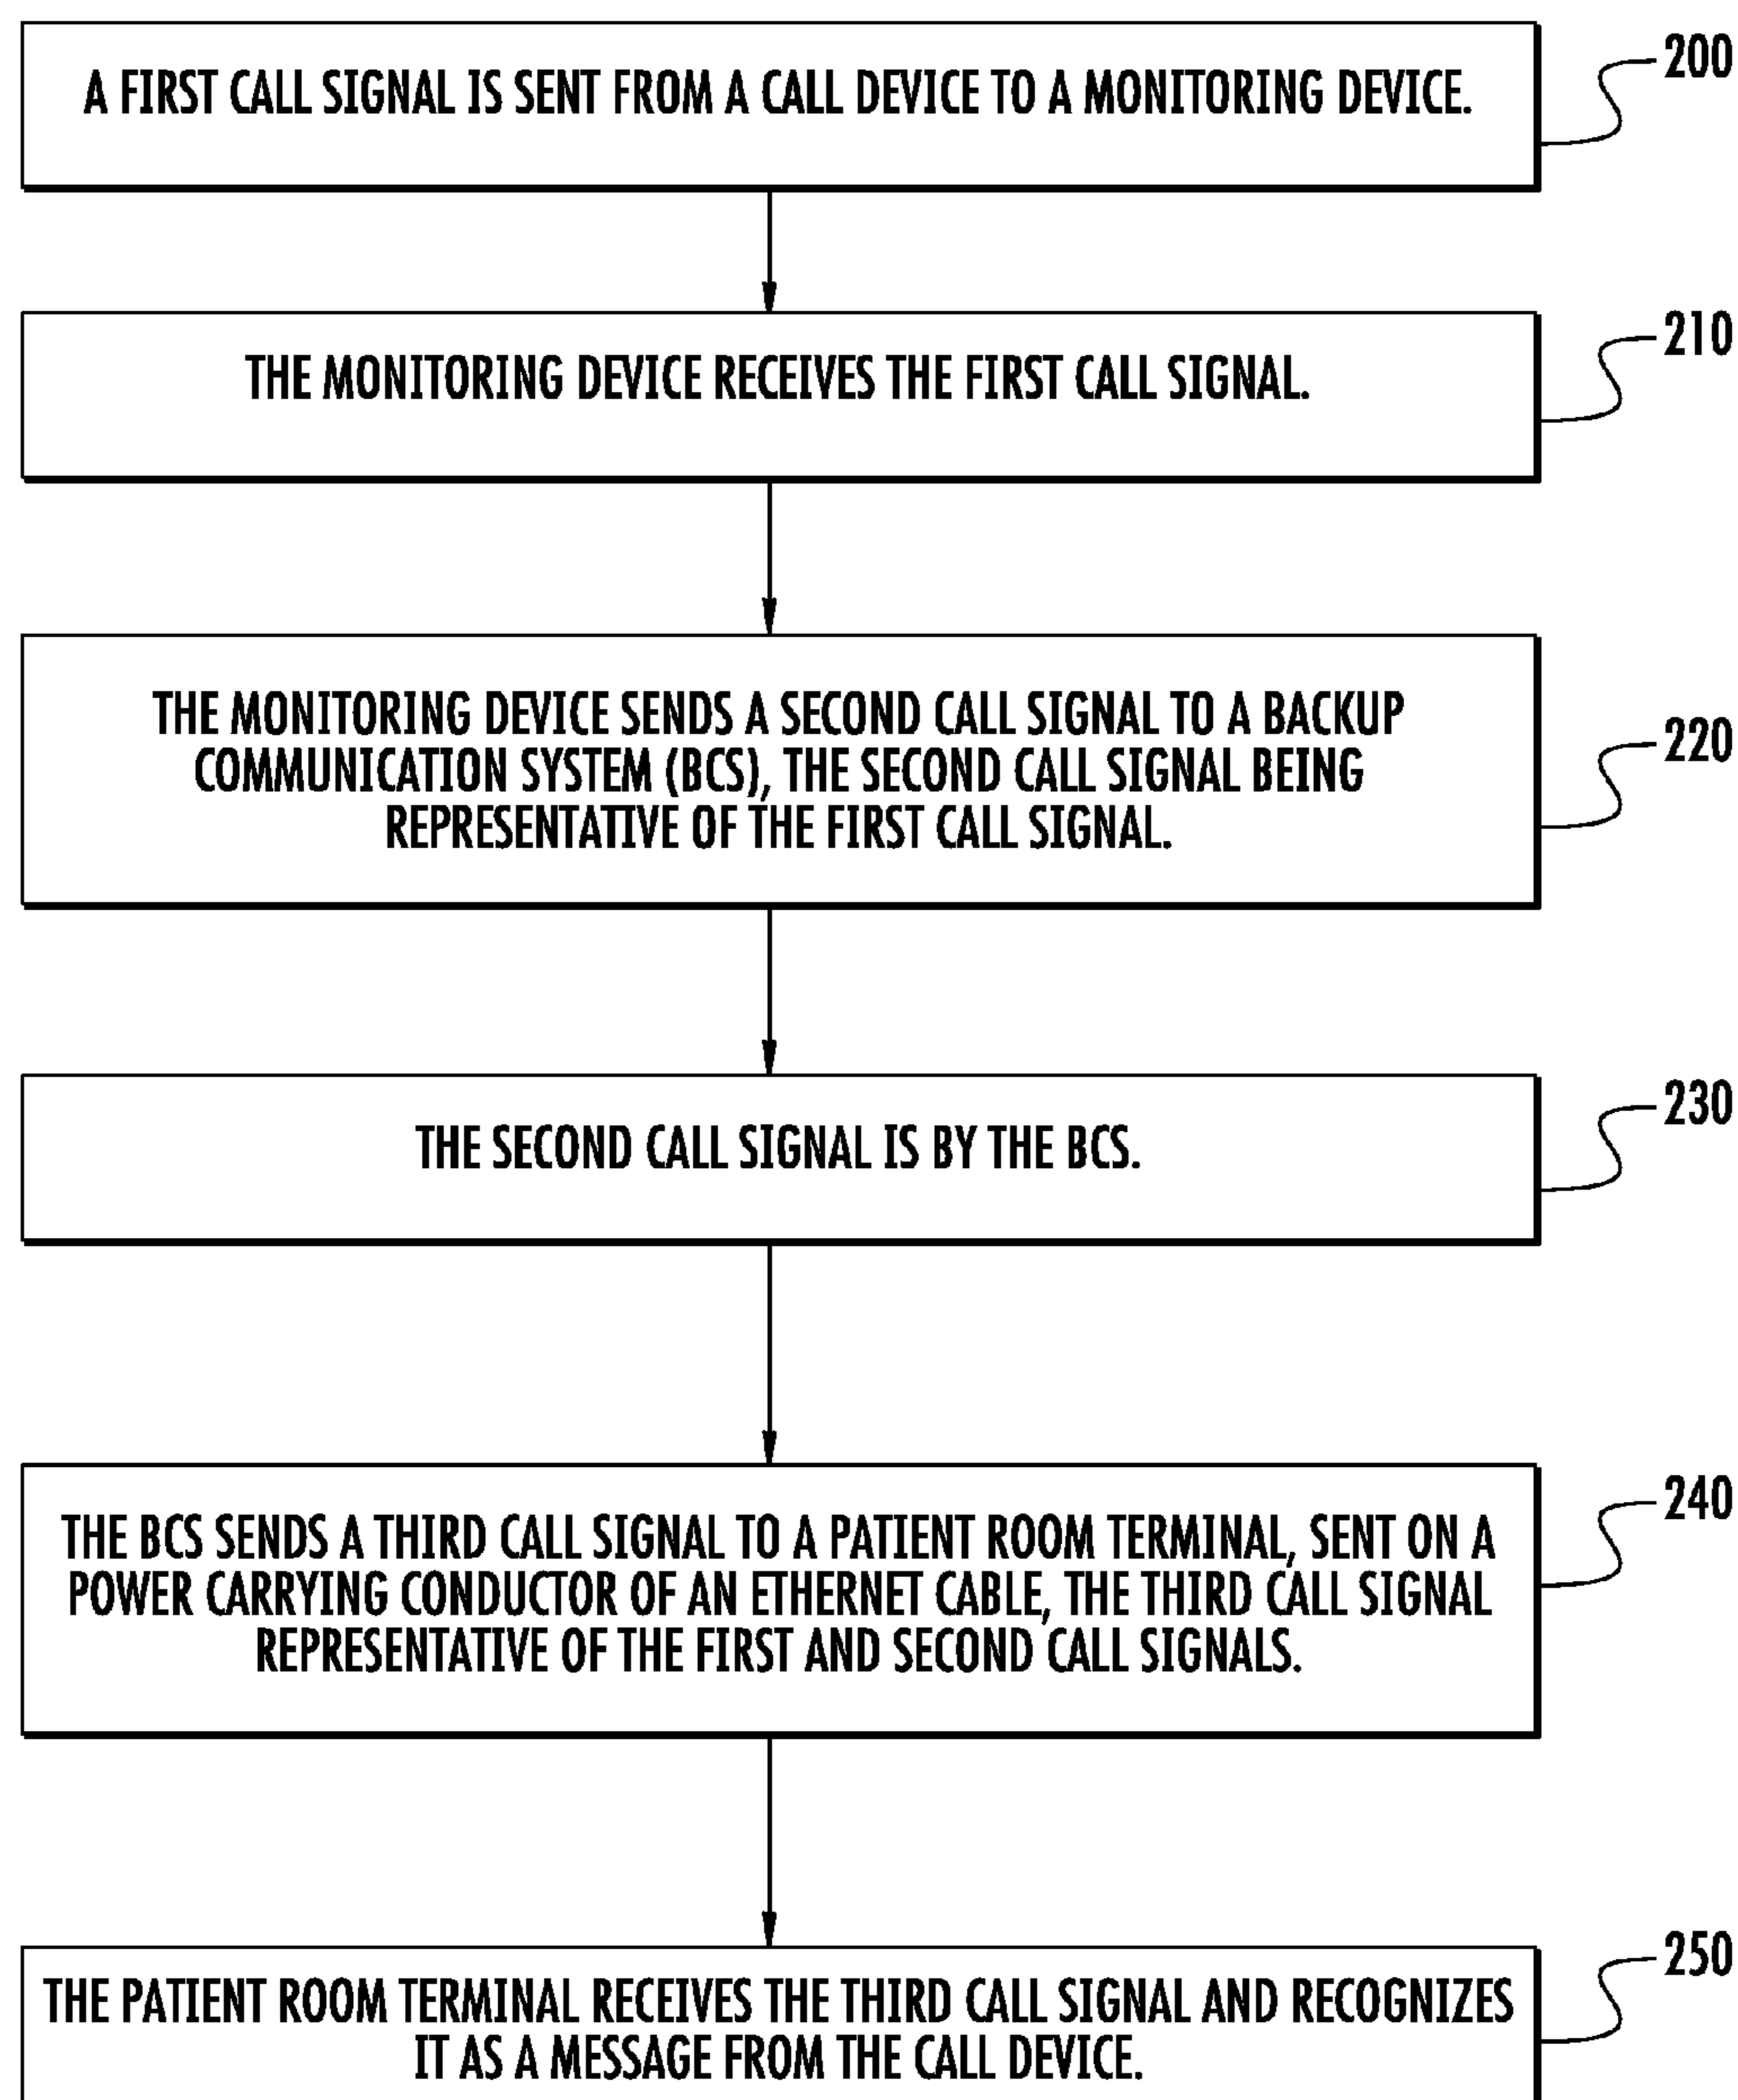 A FIRST CALL SIGNAL IS SENT FROM A CALL DEVICE TO A MONITORING DEVICE.
200
THE MONITORING DEVICE RECEIVES THE FIRST CALL SIGNAL.
210
THE MONITORING DEVICE SENDS A SECOND CALL SIGNAL TO A BACKUP
COMMUNICATION SYSTEM (BCS), THE SECOND CALL SIGNAL BEING
REPRESENTATIVE OF THE FIRST CALL SIGNAL.
220
THE SECOND CALL SIGNAL IS BY THE BCS.
230
THE BCS SENDS A THIRD CALL SIGNAL TO A PATIENT ROOM TERMINAL, SENT ON A
POWER CARRYING CONDUCTOR OF AN ETHERNET CABLE, THE THIRD CALL SIGNAL
REPRESENTATIVE OF THE FIRST AND SECOND CALL SIGNALS.
240
THE PATIENT ROOM TERMINAL RECEIVES THE THIRD CALL SIGNAL AND RECOGNIZES
IT AS A MESSAGE FROM THE CALL DEVICE.
250